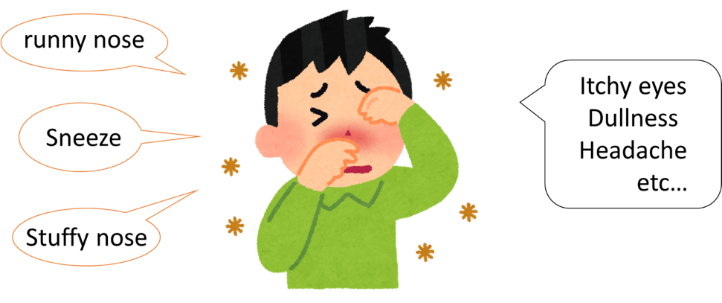 runny nose
Sneeze
Stuffy nose
Itchy eyes
Dullness
Headache
etc...